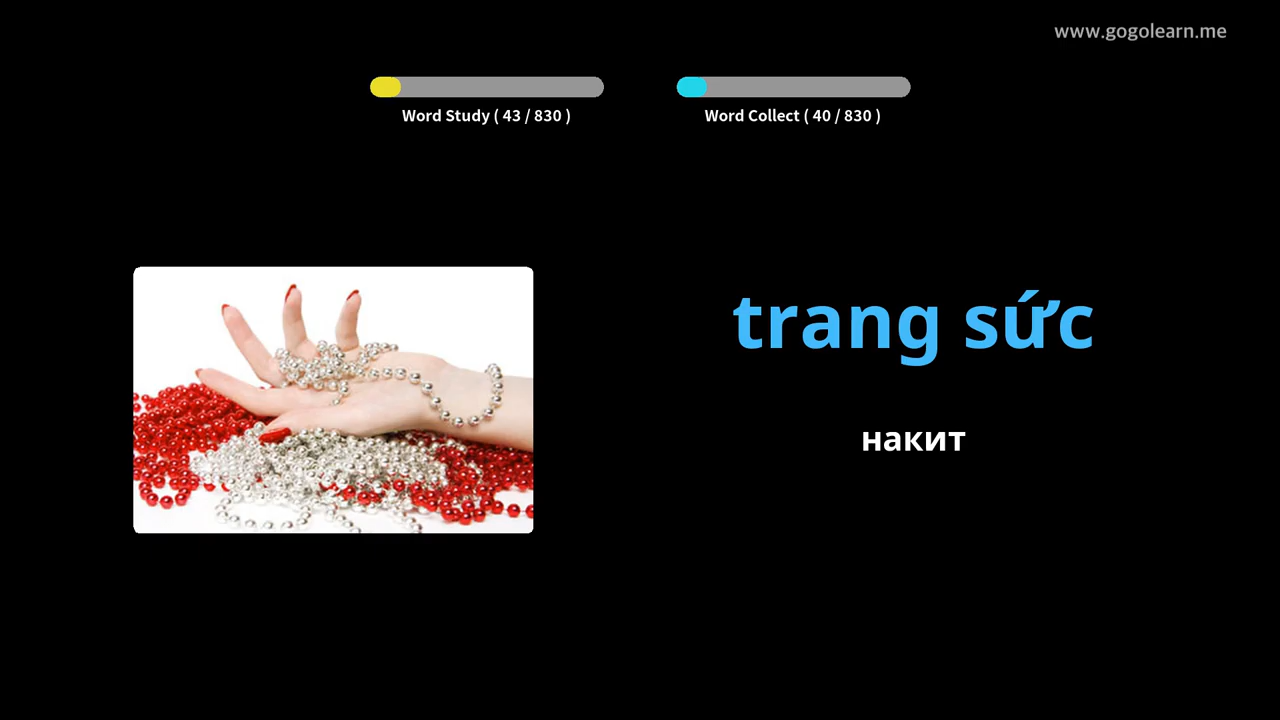 www.gogolearn.me
Word Study ( 43 / 830 )
Word Collect ( 40 / 830 )
trang sức
накит